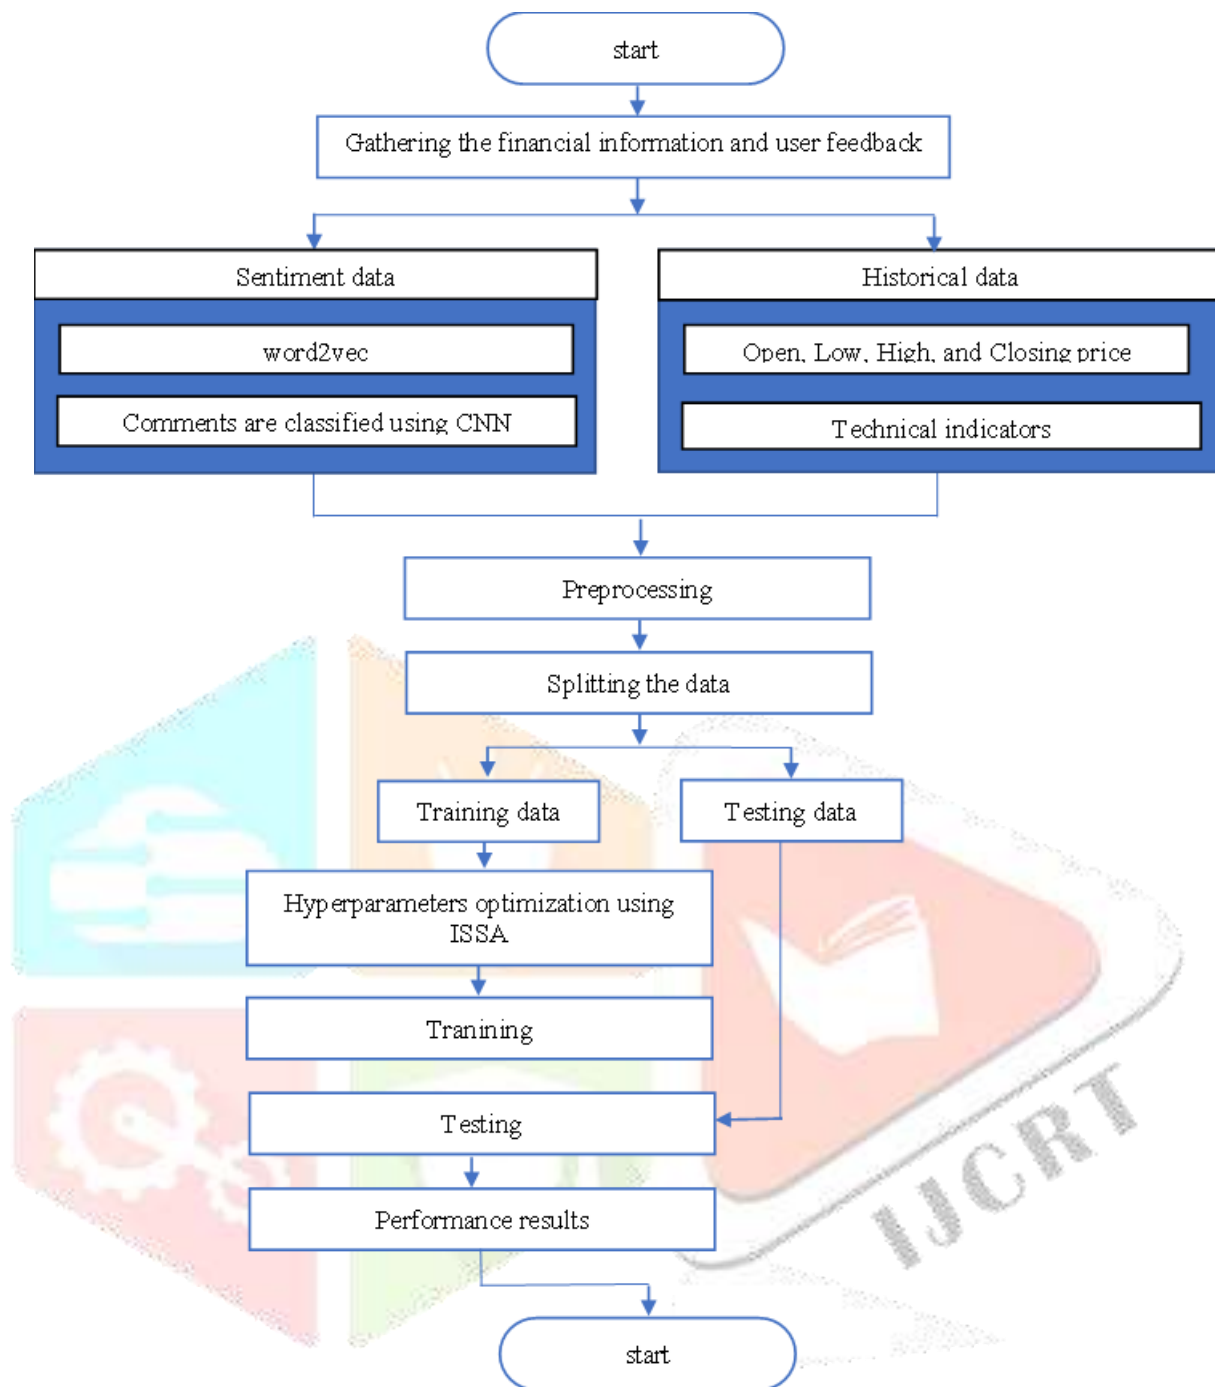 start
Gathering the financial information and user feedback
Sentiment data
Historical data
word2vec
Open, Low, High, and Closing price
Comments are classified using CNN
Technical indicators
Preprocessing
Splitting the data
Training data
Testing data
Hyperparameters optimization using
ISSA
Tranining
Testing
Performance results
start
IJCRT